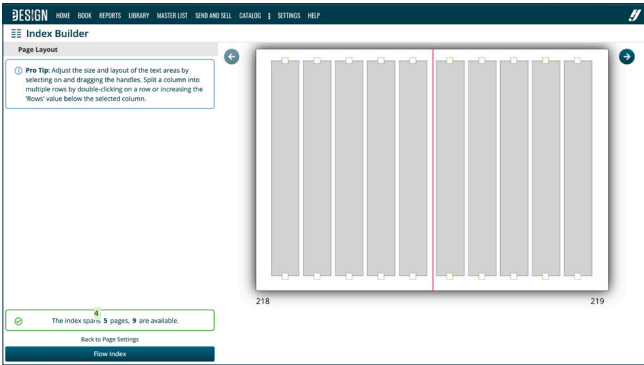 DESIGN HOME BOOK REPORTS LIBRARY MASTER LIST SEND AND SELL CATALOG SETTINGS HELP
Index Builder
Page Layout
Pro Tip: Adjust the size and layout of the text areas by
selecting on and dragging the handles. Split a column into
multiple rows by double-clicking on a row or increasing the
'Rows' value below the selected column.
218 219
4
The index spans 5 pages, 9 are available.
Back to Page Settings
Flow Index